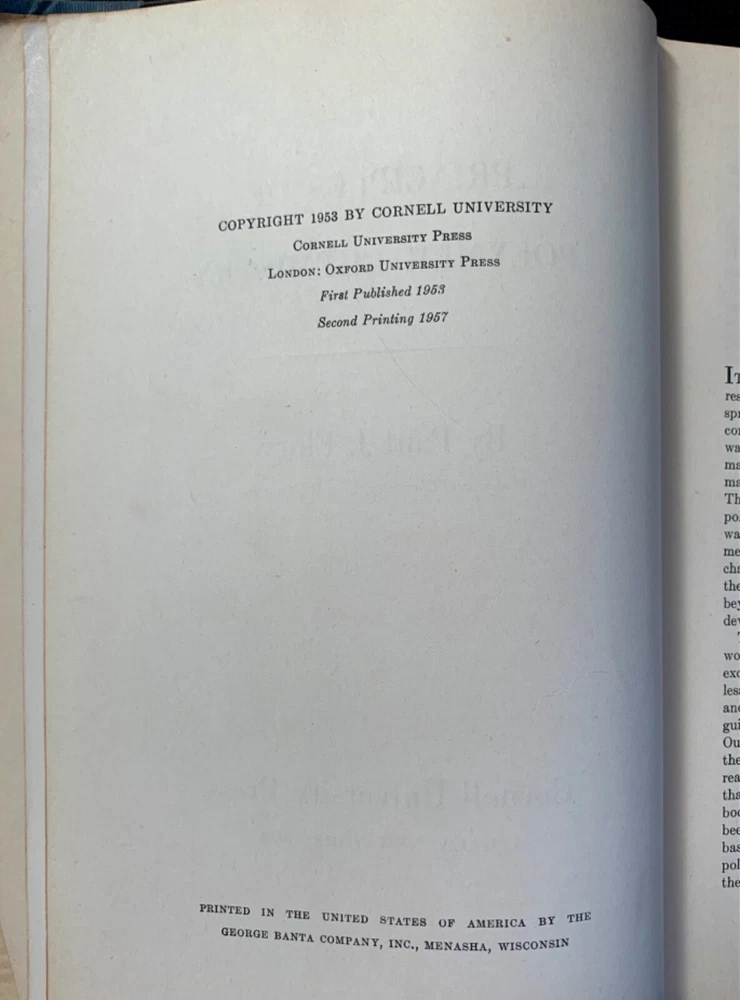 COPYRIGHT 1953 BY CORNELL UNIVERSITY
CORNELL UNIVERSITY PRESS
LONDON: OXFORD UNIVERSITY PRESS
First Published 1953
Second Printing 1957
PRINTED IN THE UNITED STATES OF AMERICA BY THE
GEORGE BANTA COMPANY, INC., MENASHA, WISCONSIN